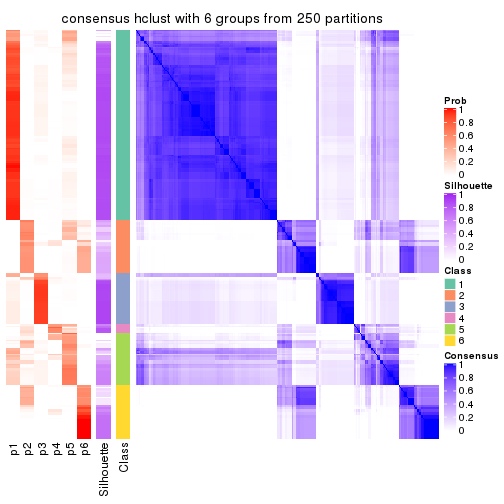 consensus hclust with 6 groups from 250 partitions
Prob
1
0.8
0.6
0.4
0.2
0
Silhouette
1
0.8
0.6
0.4
0.2
0
Class
1
2
3
4
5
6
Consensus
1
0.8
0.6
0.4
0.2
0
p1
p2
p3
p4
p5
p6
Silhouette
Class